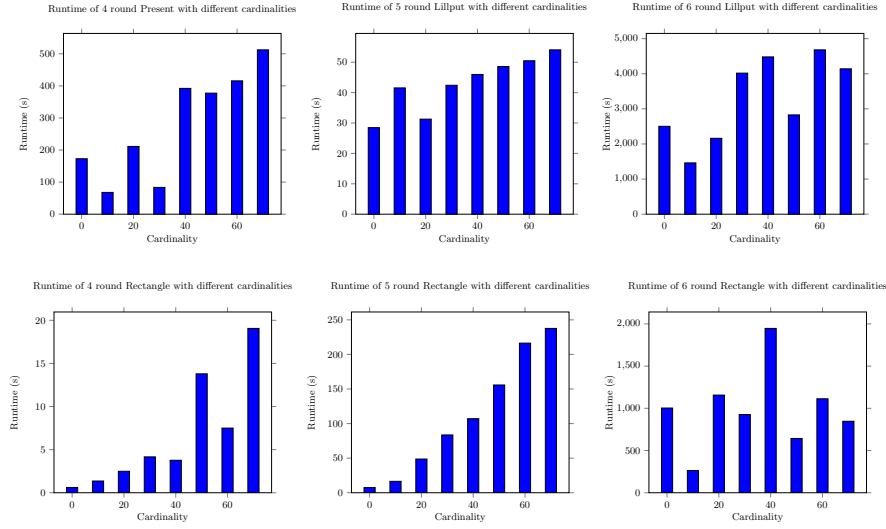 Runtime of 4 round Present with different cardinalities
500
400
300
200
100
0
Runtime (s)
0 20 40 60
Cardinality
Runtime of 5 round Lillput with different cardinalities
50
40
30
20
10
0
Runtime (s)
0 20 40 60
Cardinality
Runtime of 6 round Lillput with different cardinalities
5,000
4,000
3,000
2,000
1,000
0
Runtime (s)
0 20 40 60
Cardinality
Runtime of 4 round Rectangle with different cardinalities
20
15
10
5
0
Runtime (s)
0 20 40 60
Cardinality
Runtime of 5 round Rectangle with different cardinalities
250
200
150
100
50
0
Runtime (s)
0 20 40 60
Cardinality
Runtime of 6 round Rectangle with different cardinalities
2,000
1,500
1,000
500
0
Runtime (s)
0 20 40 60
Cardinality